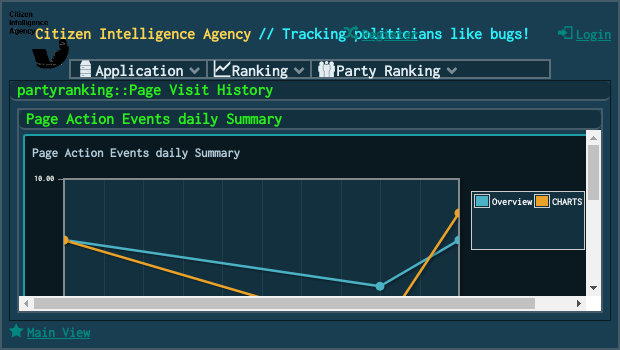 Citizen
Intelligence
Agency
Citizen Intelligence Agency // Tracking politicians like bugs!
Register
Login
Application
Ranking
Party Ranking
partyranking::Page Visit History
Page Action Events daily Summary
Page Action Events daily Summary
10.00
Overview
CHARTS
Main View